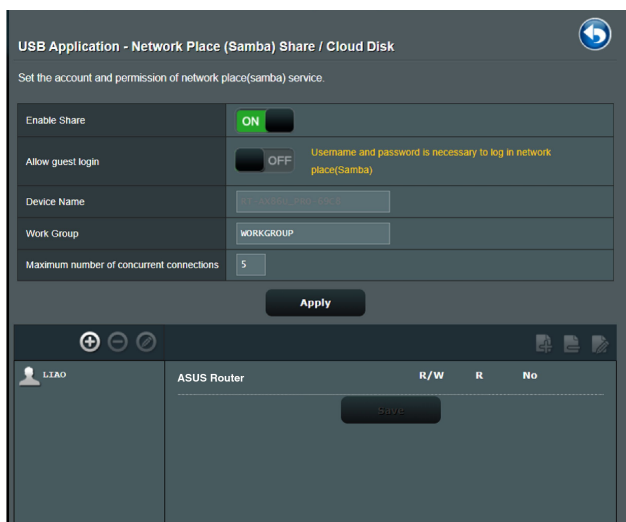 USB Application - Network Place (Samba) Share / Cloud Disk
Set the account and permission of network place(samba) service.
Enable Share
ON
Allow guest login
OFF
Username and password is necessary to log in network
place(Samba)
Device Name
Work Group
WORKGROUP
Maximum number of concurrent connections
5
Apply
LIAO
ASUS Router
R/W
R
No
Save